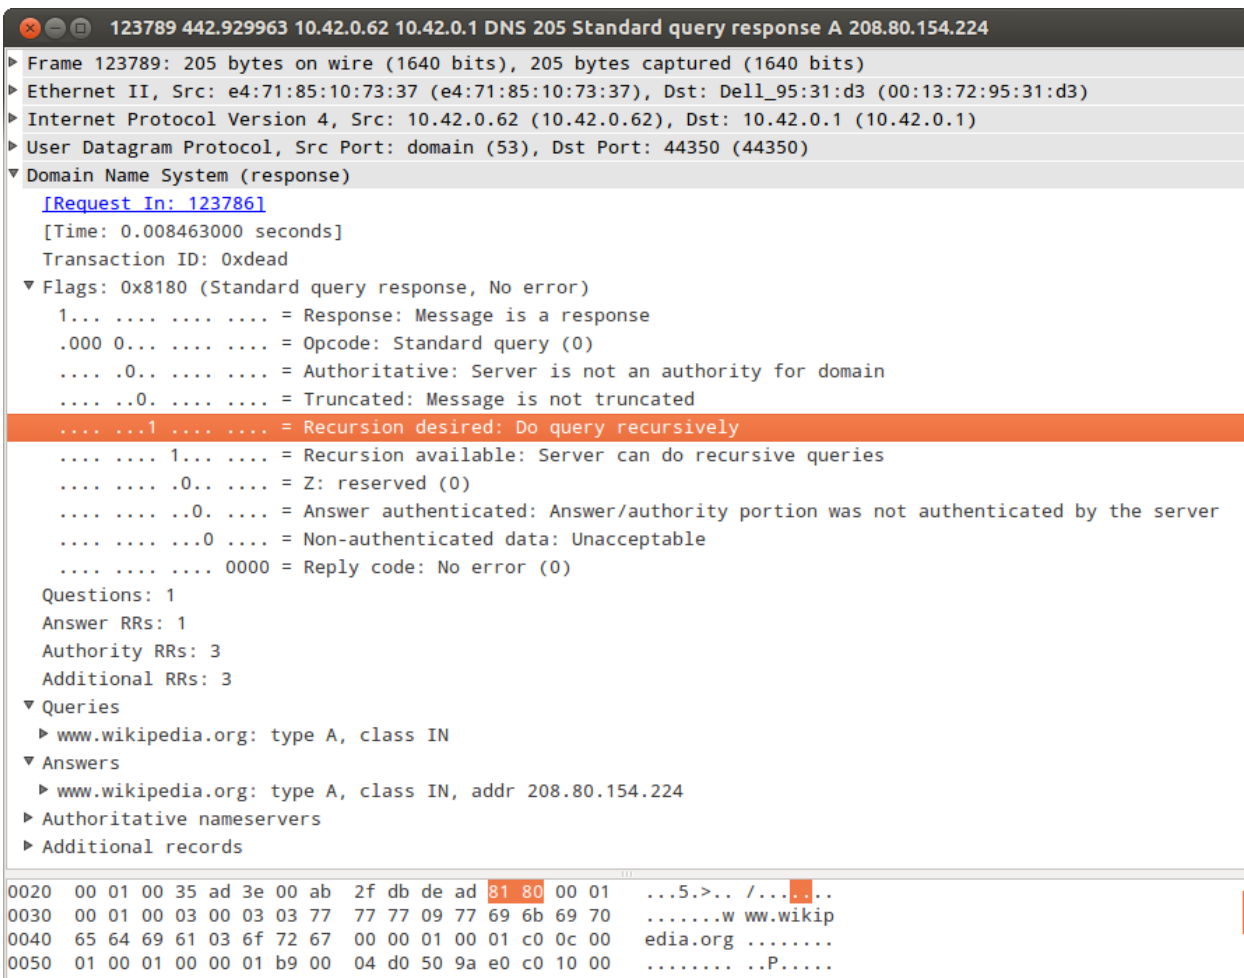 123789 442.929963 10.42.0.62 10.42.0.1 DNS 205 Standard query response A 208.80.154.224
Frame 123789: 205 bytes on wire (1640 bits), 205 bytes captured (1640 bits)
Ethernet II, Src: e4:71:85:10:73:37 (e4:71:85:10:73:37), Dst: Dell_95:31:d3 (00:13:72:95:31:d3)
Internet Protocol Version 4, Src: 10.42.0.62 (10.42.0.62), Dst: 10.42.0.1 (10.42.0.1)
User Datagram Protocol, Src Port: domain (53), Dst Port: 44350 (44350)
Domain Name System (response)
[Request In: 123786]
[Time: 0.008463000 seconds]
Transaction ID: 0xdead
Flags: 0x8180 (Standard query response, No error)
1... .... .... .... = Response: Message is a response
.000 0... .... .... = Opcode: Standard query (0)
.... .0.. .... .... = Authoritative: Server is not an authority for domain
.... ..0. .... .... = Truncated: Message is not truncated
.... ...1 .... .... = Recursion desired: Do query recursively
.... .... 1... .... = Recursion available: Server can do recursive queries
.... .... .0.. .... = Z: reserved (0)
.... .... ..0. .... = Answer authenticated: Answer/authority portion was not authenticated by the server
.... .... ...0 .... = Non-authenticated data: Unacceptable
.... .... .... 0000 = Reply code: No error (0)
Questions: 1
Answer RRs: 1
Authority RRs: 3
Additional RRs: 3
Queries
www.wikipedia.org: type A, class IN
Answers
www.wikipedia.org: type A, class IN, addr 208.80.154.224
Authoritative nameservers
Additional records
0020 00 01 00 35 ad 3e 00 ab 2f db de ad 81 80 00 01 ...5.>.. /.......
0030 00 01 00 03 00 03 03 77 77 77 09 77 69 6b 69 70 .......w ww.wikip
0040 65 64 69 61 03 6f 72 67 00 00 01 00 01 c0 0c 00 edia.org ........
0050 01 00 01 00 00 01 b9 00 04 d0 50 9a e0 c0 10 00 ........ ..P.....